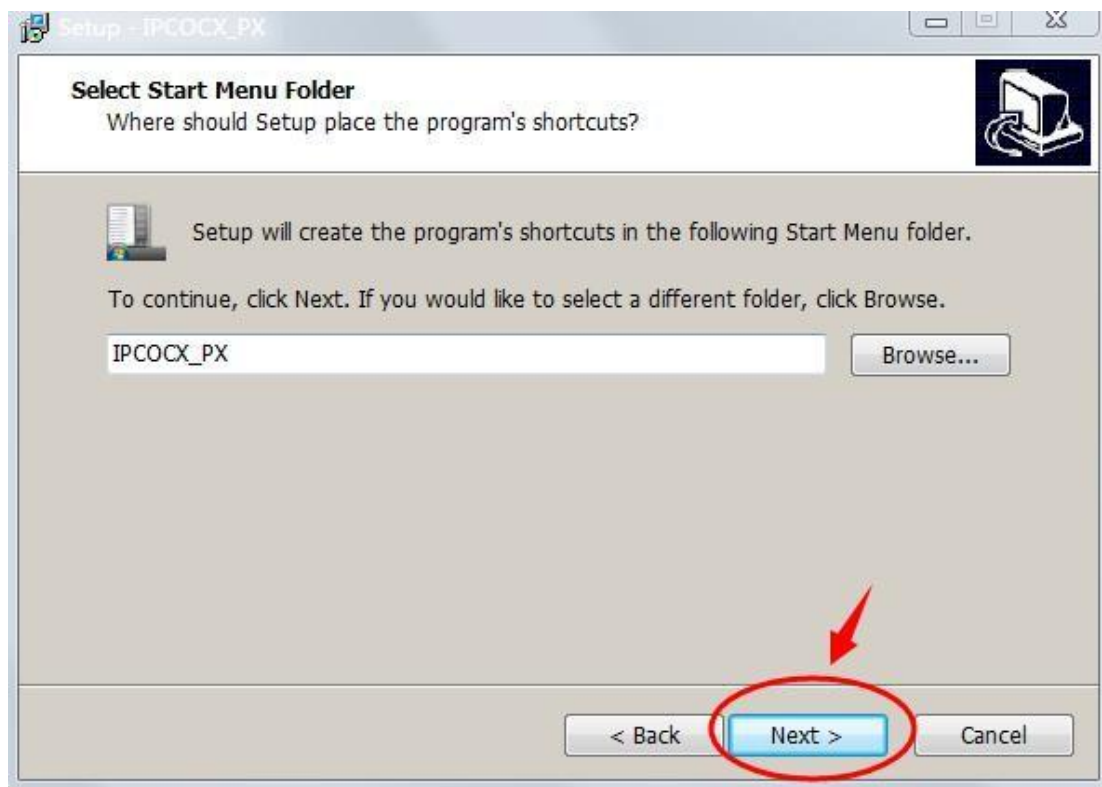 Setup - IPCOCX_PX
Select Start Menu Folder
Where should Setup place the program's shortcuts?
Setup will create the program's shortcuts in the following Start Menu folder.
To continue, click Next. If you would like to select a different folder, click Browse.
IPCOCX_PX
Browse...
< Back
Next >
Cancel